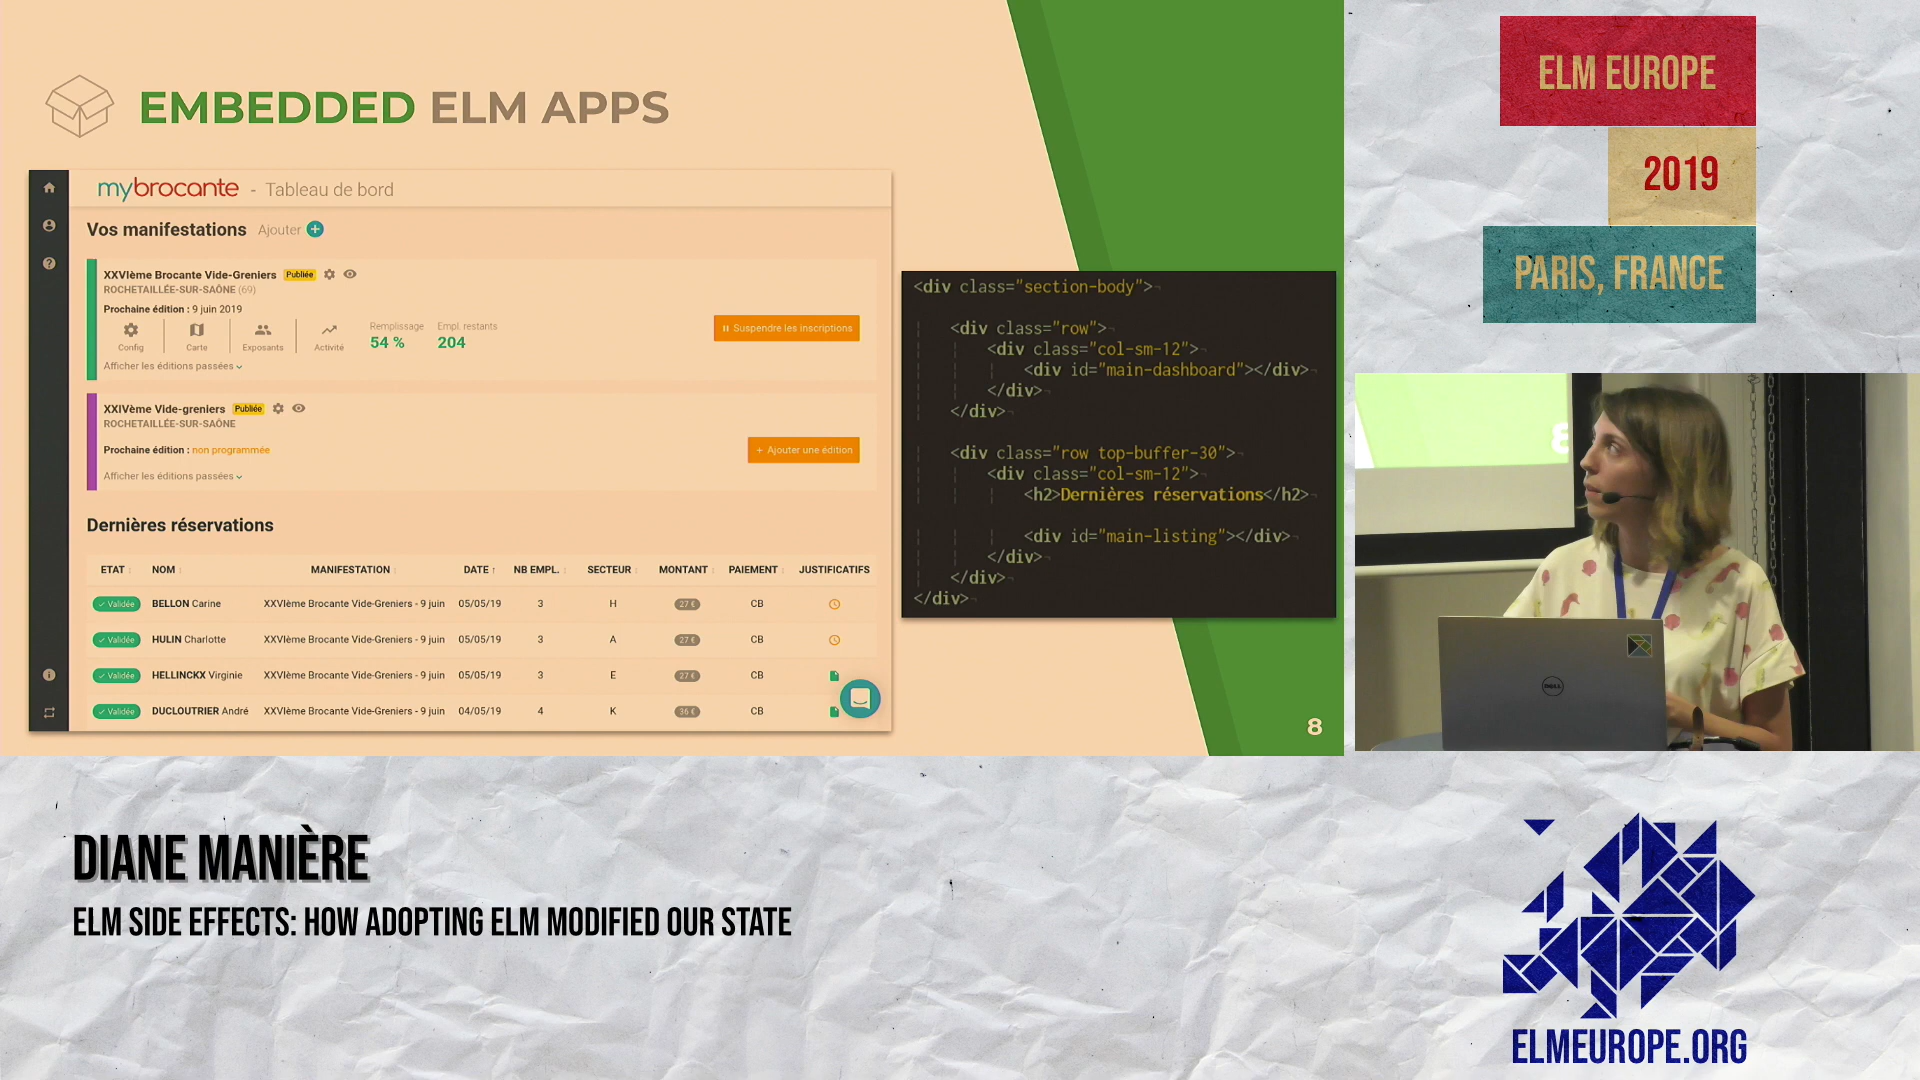 EMBEDDED ELM APPS
mybrocante - Tableau de bord
Vos manifestations Ajouter
XXVIème Brocante Vide-Greniers Publiée
ROCHETAILLÉE-SUR-SAÔNE (69)
Prochaine édition : 9 juin 2019
Config Carte Exposants Activité
Remplissage Empl. restants
54 % 204
Suspendre les inscriptions
Afficher les éditions passées
XXIVème Vide-greniers Publiée
ROCHETAILLÉE-SUR-SAÔNE
Prochaine édition : non programmée
+ Ajouter une édition
Afficher les éditions passées
Dernières réservations
ETAT NOM MANIFESTATION DATE ↑ NB EMPL. SECTEUR MONTANT PAIEMENT JUSTIFICATIFS
✓ Validée BELLON Carine XXVIème Brocante Vide-Greniers - 9 juin 05/05/19 3 H 27 € CB
✓ Validée HULIN Charlotte XXVIème Brocante Vide-Greniers - 9 juin 05/05/19 3 A 27 € CB
✓ Validée HELLINCKX Virginie XXVIème Brocante Vide-Greniers - 9 juin 05/05/19 3 E 27 € CB
✓ Validée DUCLOUTRIER André XXVIème Brocante Vide-Greniers - 9 juin 04/05/19 4 K 36 € CB
<div class="section-body">
<div class="row">
<div class="col-sm-12">
<div id="main-dashboard"></div>
</div>
</div>
<div class="row top-buffer-30">
<div class="col-sm-12">
<h2>Dernières réservations</h2>
<div id="main-listing"></div>
</div>
</div>
</div>
8
ELM EUROPE
2019
PARIS, FRANCE
8
DELL
DIANE MANIÈRE
ELM SIDE EFFECTS: HOW ADOPTING ELM MODIFIED OUR STATE
ELMEUROPE.ORG